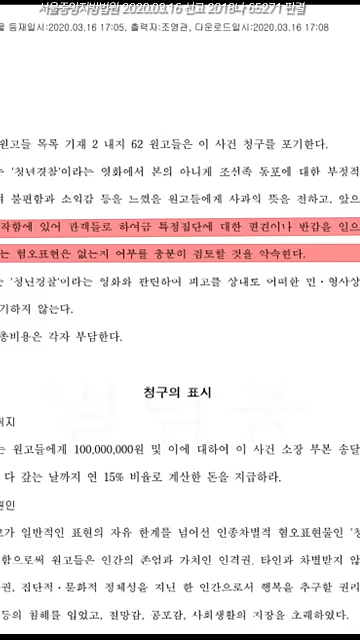 서울중앙지방법원 2020.03.16 선고 2018나 65271 판결
등재일시:2020.03.16 17:05, 출력자:조영관, 다운로드일시:2020.03.16 17:08
원고들 목록 기재 2 내지 62 원고들은 이 사건 청구를 포기한다.
'청년경찰'이라는 영화에서 본의 아니게 조선족 동포에 대한 부정적
불편함과 소외감 등을 느꼈을 원고들에게 사과의 뜻을 전하고, 앞으
작함에 있어 관객들로 하여금 특정집단에 대한 편견이나 반감을 일으
는 혐오표현은 없는지 여부를 충분히 검토할 것을 약속한다.
'청년경찰'이라는 영화와 관련하여 피고를 상대로 어떠한 민·형사상
기하지 않는다.
총비용은 각자 부담한다.
청구의 표시
취지
는 원고들에게 100,000,000원 및 이에 대하여 이 사건 소장 부본 송달
다 갚는 날까지 연 15% 비율로 계산한 돈을 지급하라.
원인
가 일반적인 표현의 자유 한계를 넘어선 인종차별적 혐오표현물인 '청
함으로써 원고들은 인간의 존엄과 가치인 인격권, 타인과 차별받지 않
권, 집단적·문화적 정체성을 지닌 한 인간으로서 행복을 추구할 권리
등의 침해를 입었고, 절망감, 공포감, 사회생활의 지장을 초래하였다.